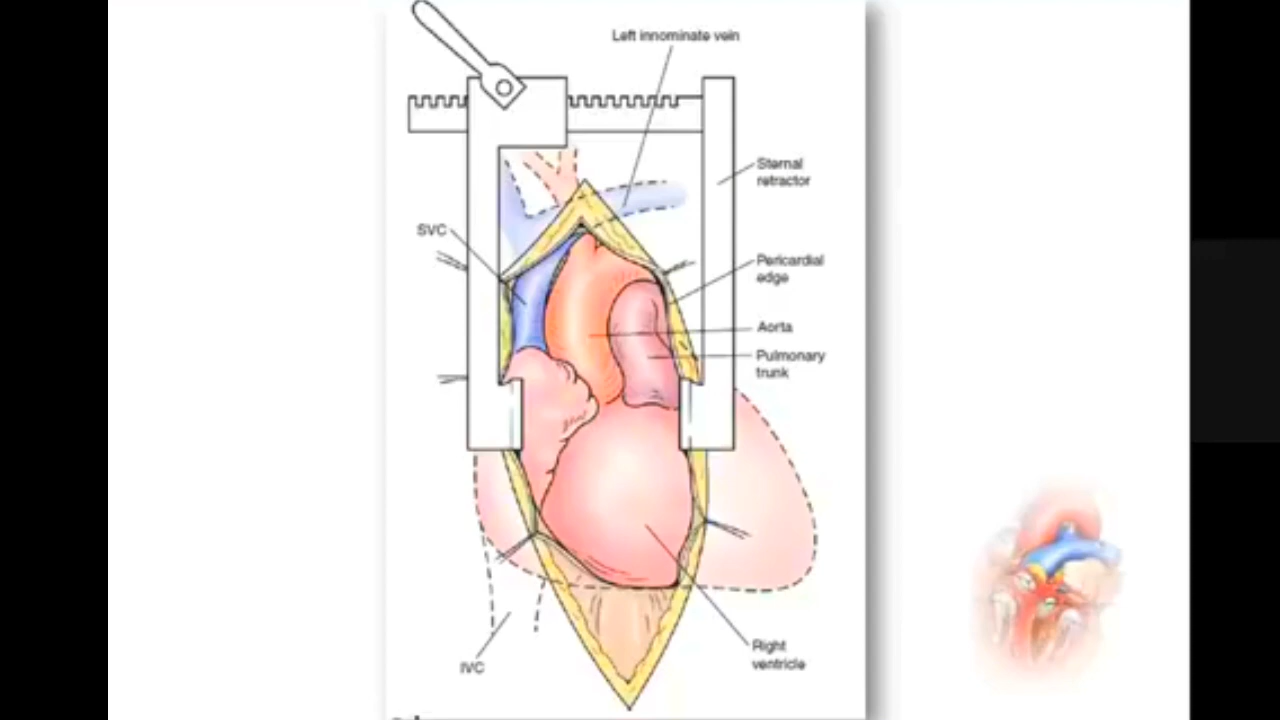 Left innominate vein
Sternal
retractor
SVC
Pericardial
edge
Aorta
Pulmonary
trunk
Right
ventricle
IVC